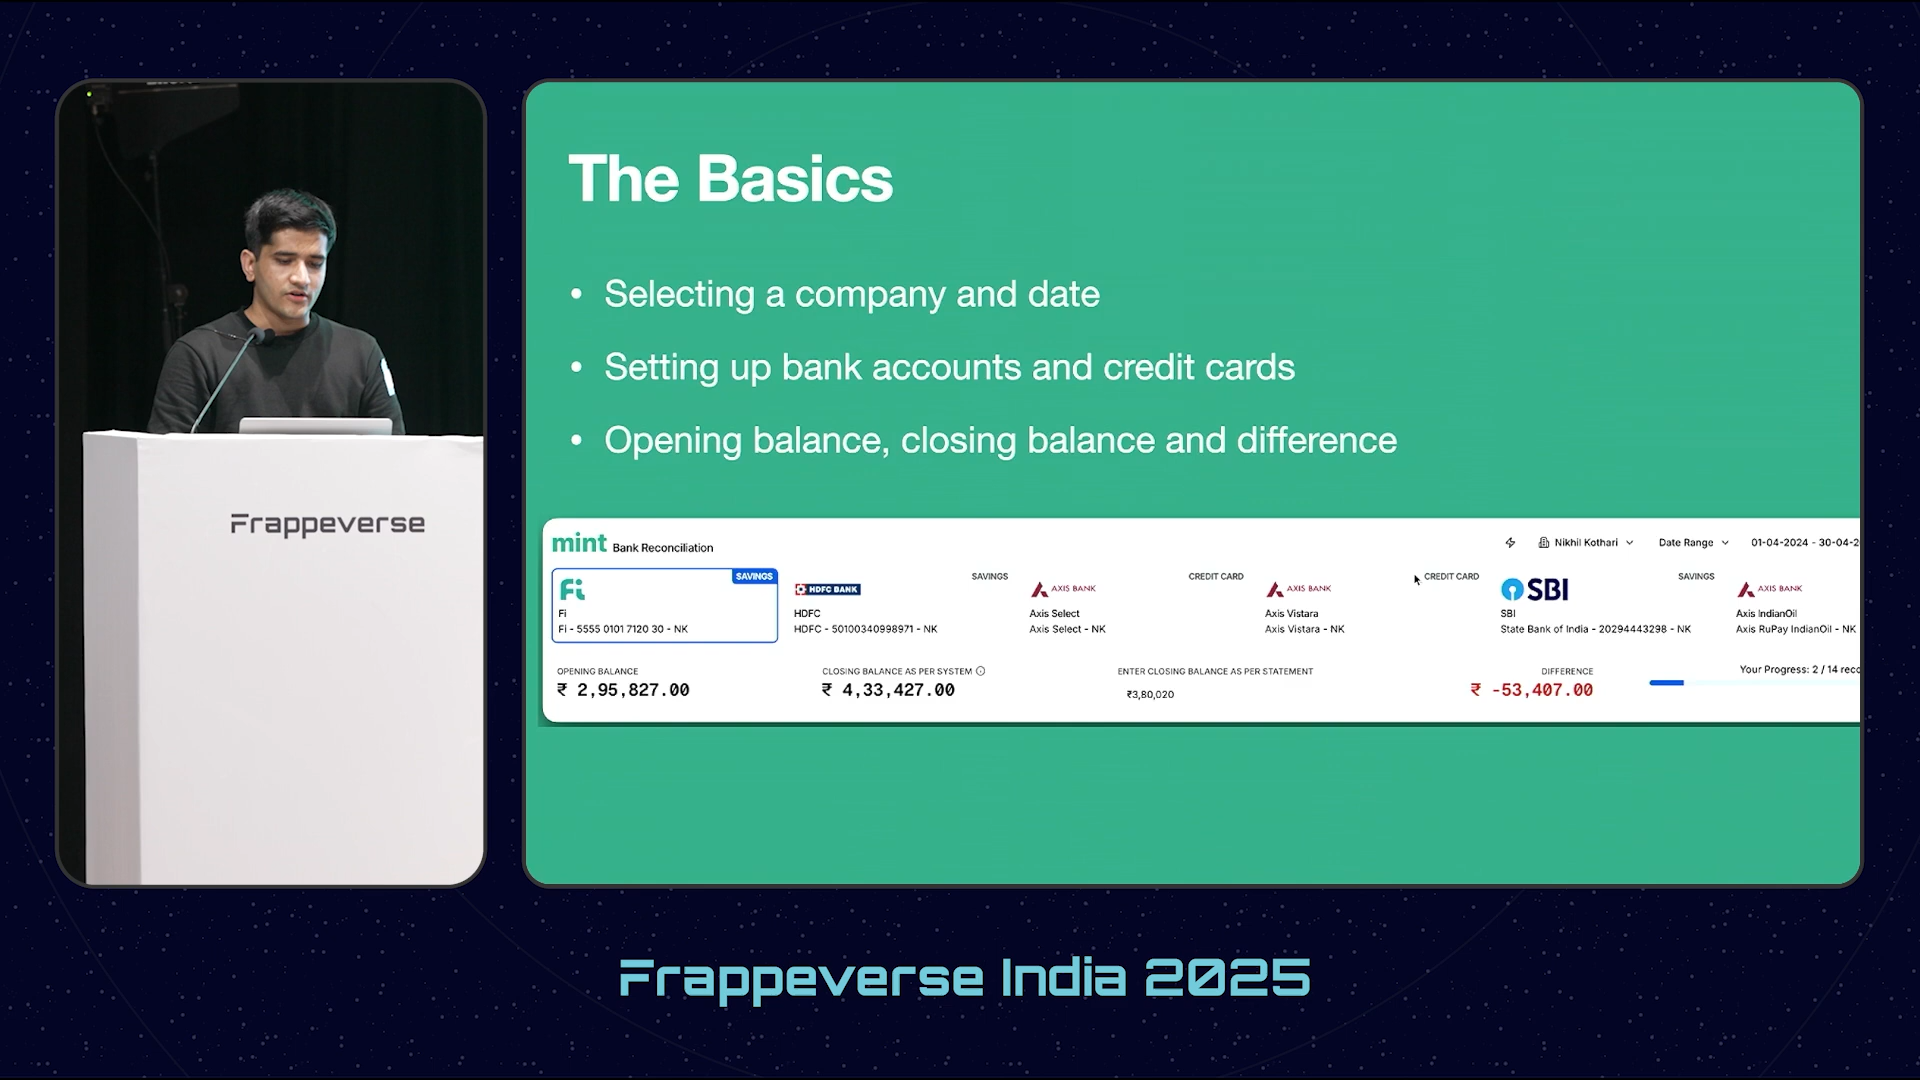 The Basics
• Selecting a company and date
• Setting up bank accounts and credit cards
• Opening balance, closing balance and difference
mint Bank Reconciliation
Nikhil Kothari
Date Range
01-04-2024 - 30-04-2
Fi
SAVINGS
Fi
Fi - 5555 0101 7120 30 - NK
HDFC BANK
SAVINGS
HDFC
HDFC - 50100340998971 - NK
AXIS BANK
CREDIT CARD
Axis Select
Axis Select - NK
AXIS BANK
CREDIT CARD
Axis Vistara
Axis Vistara - NK
SBI
SAVINGS
SBI
State Bank of India - 20294443298 - NK
AXIS BANK
Axis IndianOil
Axis RuPay IndianOil - NK
OPENING BALANCE
₹ 2,95,827.00
CLOSING BALANCE AS PER SYSTEM
₹ 4,33,427.00
ENTER CLOSING BALANCE AS PER STATEMENT
₹3,80,020
DIFFERENCE
₹ -53,407.00
Your Progress: 2 / 14 reco
Frappeverse
Frappeverse India 2025